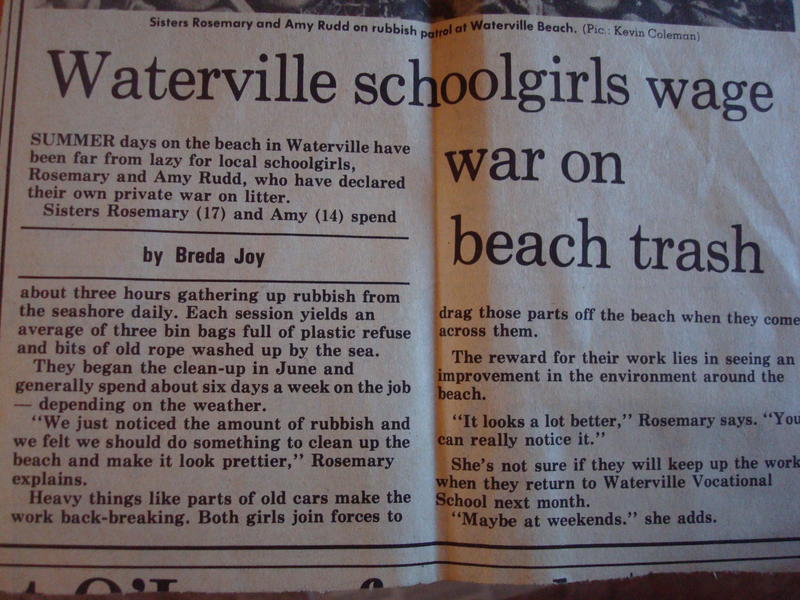 Sisters Rosemary and Amy Rudd on rubbish patrol at Waterville Beach. (Pic.: Kevin Coleman)
Waterville schoolgirls wage
war on
beach trash
SUMMER days on the beach in Waterville have
been far from lazy for local schoolgirls,
Rosemary and Amy Rudd, who have declared
their own private war on litter.
Sisters Rosemary (17) and Amy (14) spend
by Breda Joy
about three hours gathering up rubbish from
the seashore daily. Each session yields an
average of three bin bags full of plastic refuse
and bits of old rope washed up by the sea.
They began the clean-up in June and
generally spend about six days a week on the job
— depending on the weather.
"We just noticed the amount of rubbish and
we felt we should do something to clean up the
beach and make it look prettier," Rosemary
explains.
Heavy things like parts of old cars make the
work back-breaking. Both girls join forces to
drag those parts off the beach when they come
across them.
The reward for their work lies in seeing an
improvement in the environment around the
beach.
"It looks a lot better," Rosemary says. "You
can really notice it."
She's not sure if they will keep up the work
when they return to Waterville Vocational
School next month.
"Maybe at weekends." she adds.